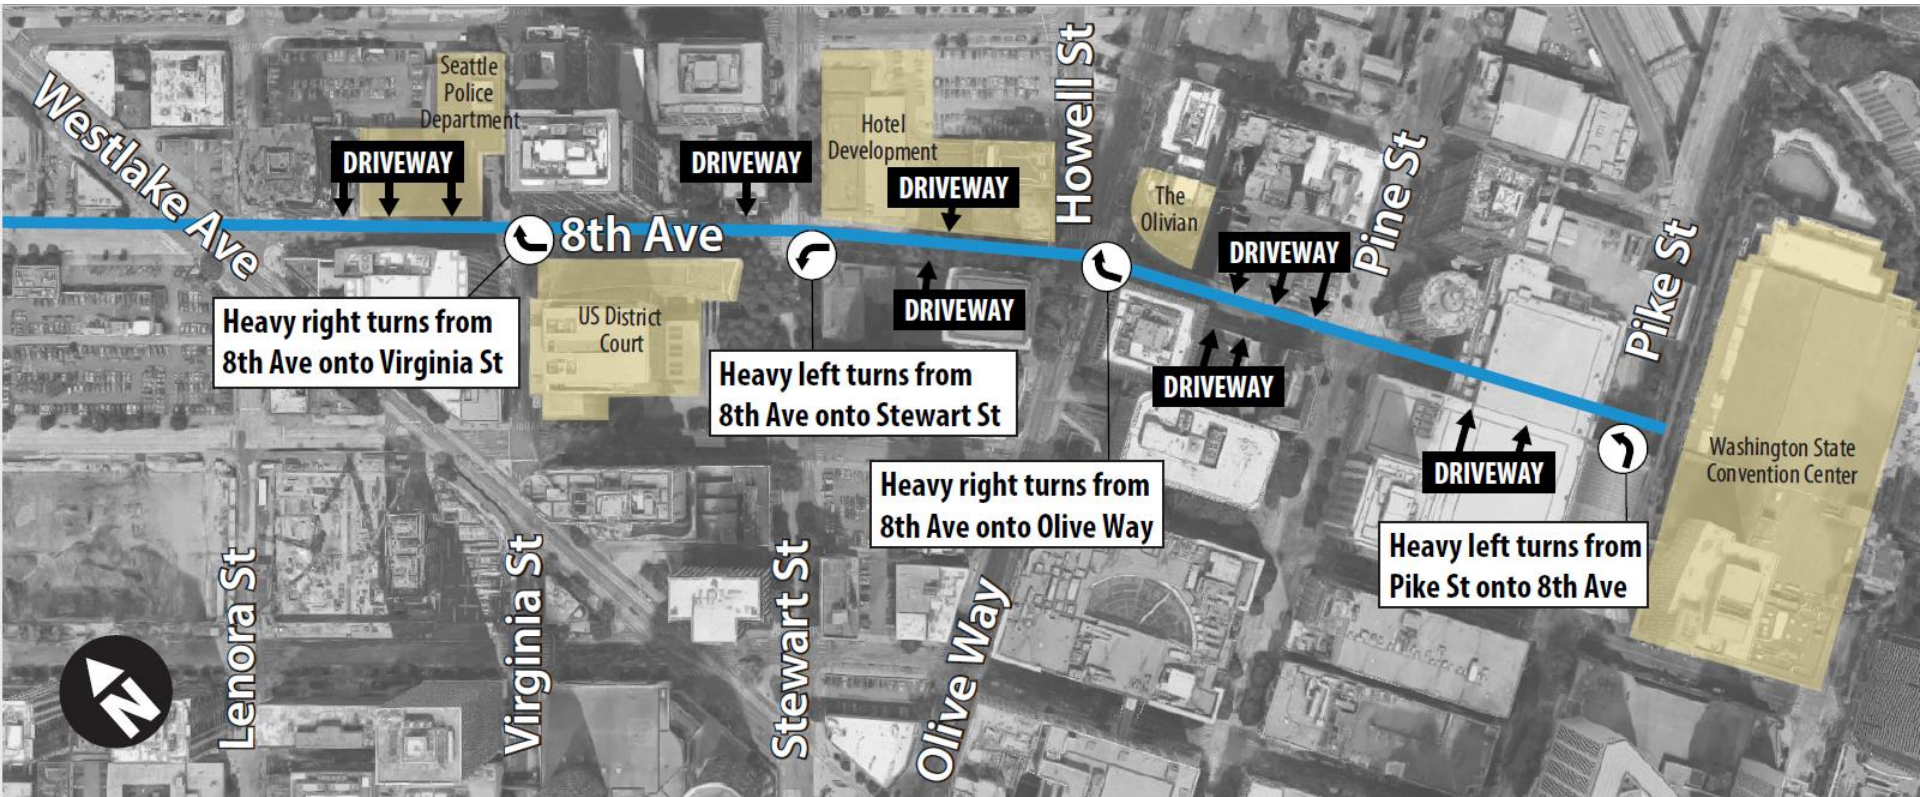 Westlake Ave
Seattle
Police
Department
DRIVEWAY
DRIVEWAY
Hotel
Development
DRIVEWAY
Howell St
The
Olivian
Pine St
DRIVEWAY
Pike St
8th Ave
Heavy right turns from
8th Ave onto Virginia St
US District
Court
DRIVEWAY
Heavy left turns from
8th Ave onto Stewart St
DRIVEWAY
Heavy right turns from
8th Ave onto Olive Way
DRIVEWAY
Washington State
Convention Center
Heavy left turns from
Pike St onto 8th Ave
N
Lenora St
Virginia St
Stewart St
Olive Way